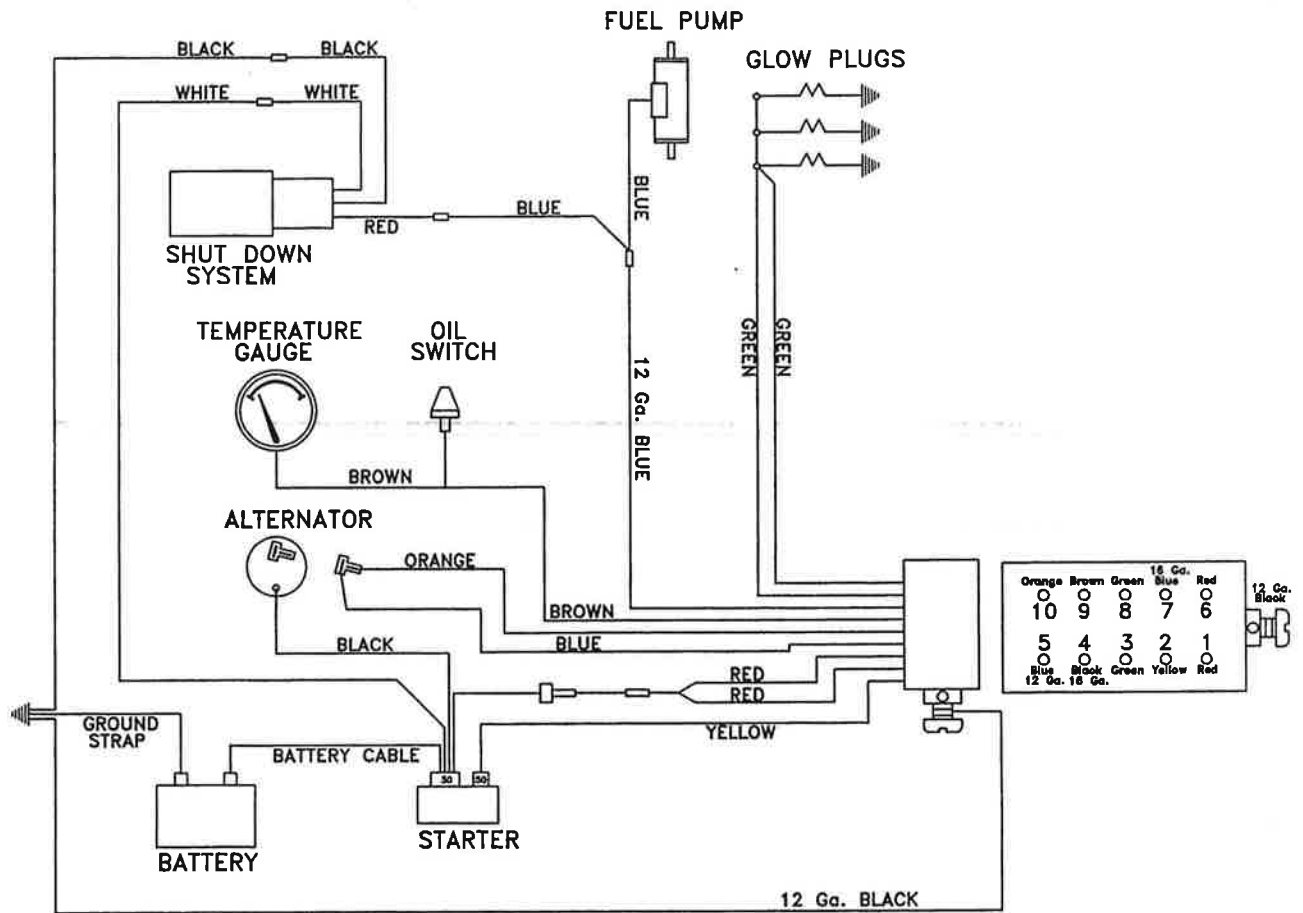 FUEL PUMP
GLOW PLUGS
BLACK
BLACK
WHITE
WHITE
BLUE
BLUE
RED
SHUT DOWN
SYSTEM
TEMPERATURE
GAUGE
OIL
SWITCH
GREEN
GREEN
12 Ga. BLUE
BROWN
ALTERNATOR
ORANGE
BROWN
BLUE
BLACK
RED
RED
YELLOW
GROUND
STRAP
BATTERY CABLE
30
50
STARTER
BATTERY
12 Ga. BLACK
16 Ga.
Orange Brown Green Blue Red
10 9 8 7 6
12 Ga.
Black
5 4 3 2 1
Blue Black Green Yellow Red
12 Ga. 16 Ga.